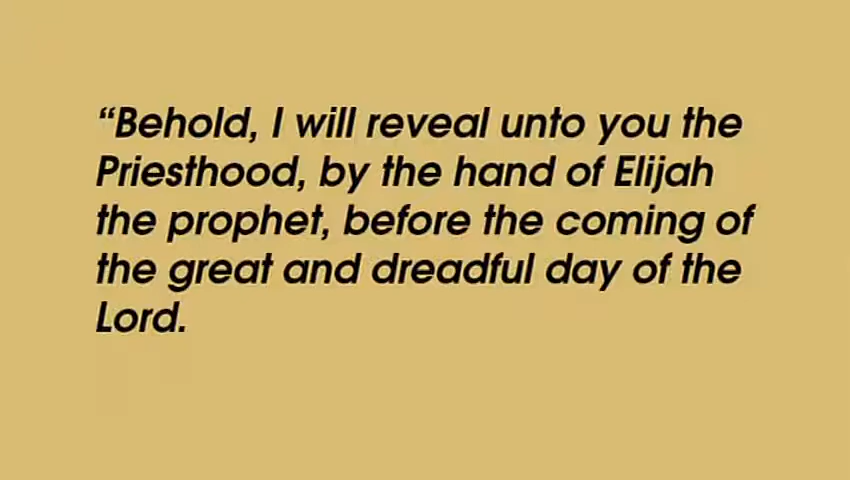 “Behold, I will reveal unto you the
Priesthood, by the hand of Elijah
the prophet, before the coming of
the great and dreadful day of the
Lord.